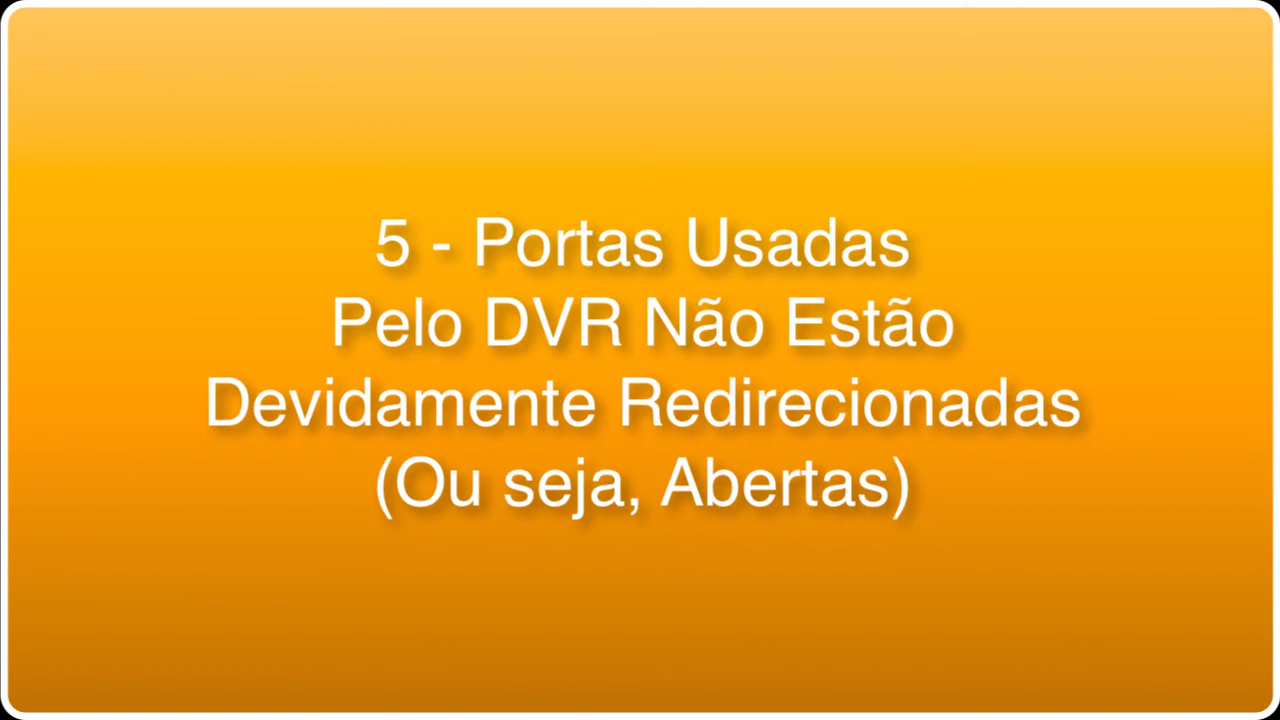 5 - Portas Usadas
Pelo DVR Não Estão
Devidamente Redirecionadas
(Ou seja, Abertas)